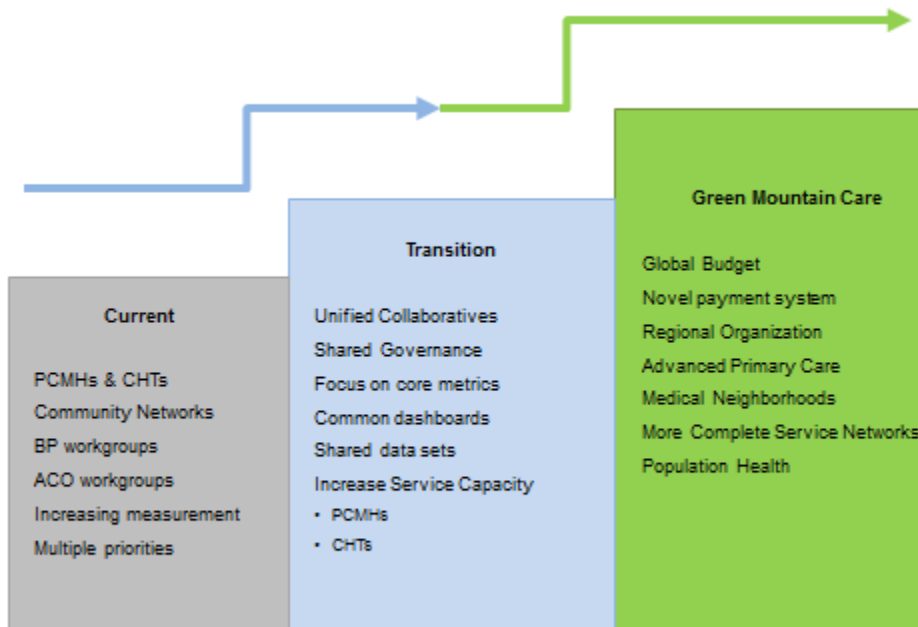 Current
PCMHs & CHTs
Community Networks
BP workgroups
ACO workgroups
Increasing measurement
Multiple priorities
Transition
Unified Collaboratives
Shared Governance
Focus on core metrics
Common dashboards
Shared data sets
Increase Service Capacity
• PCMHs
• CHTs
Green Mountain Care
Global Budget
Novel payment system
Regional Organization
Advanced Primary Care
Medical Neighborhoods
More Complete Service Networks
Population Health